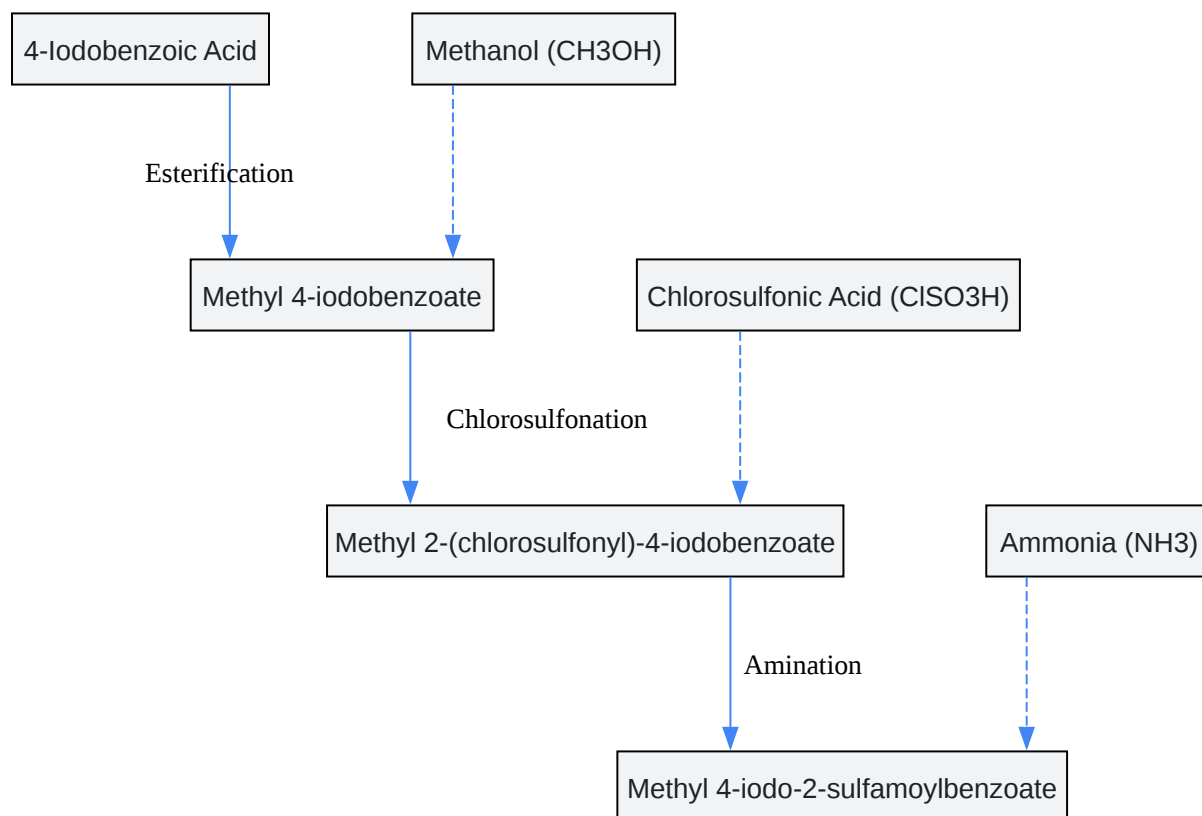 4-Iodobenzoic Acid
Methanol (CH3OH)
Esterification
Methyl 4-iodobenzoate
Chlorosulfonic Acid (ClSO3H)
Chlorosulfonation
Methyl 2-(chlorosulfonyl)-4-iodobenzoate
Ammonia (NH3)
Amination
Methyl 4-iodo-2-sulfamoylbenzoate